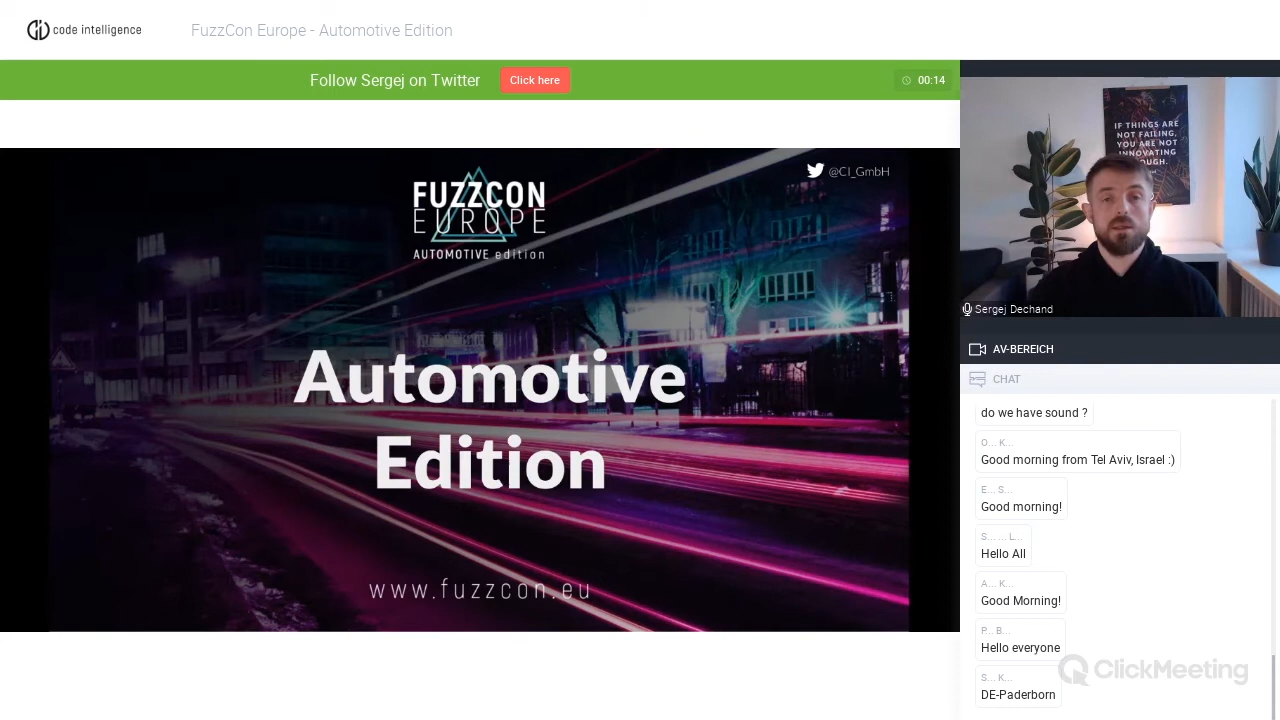 code intelligence
FuzzCon Europe - Automotive Edition
Follow Sergej on Twitter
Click here
00:14
FUZZCON
EUROPE
AUTOMOTIVE edition
@CI_GmbH
Automotive
Edition
www.fuzzcon.eu
IF THINGS ARE
NOT FAILING,
YOU ARE NOT
INNOVATING
Sergej Dechand
AV-BEREICH
CHAT
do we have sound ?
O... K...
Good morning from Tel Aviv, Israel :)
E... S...
Good morning!
S... ... L...
Hello All
A... K...
Good Morning!
P... B...
Hello everyone
S... K...
DE-Paderborn
ClickMeeting